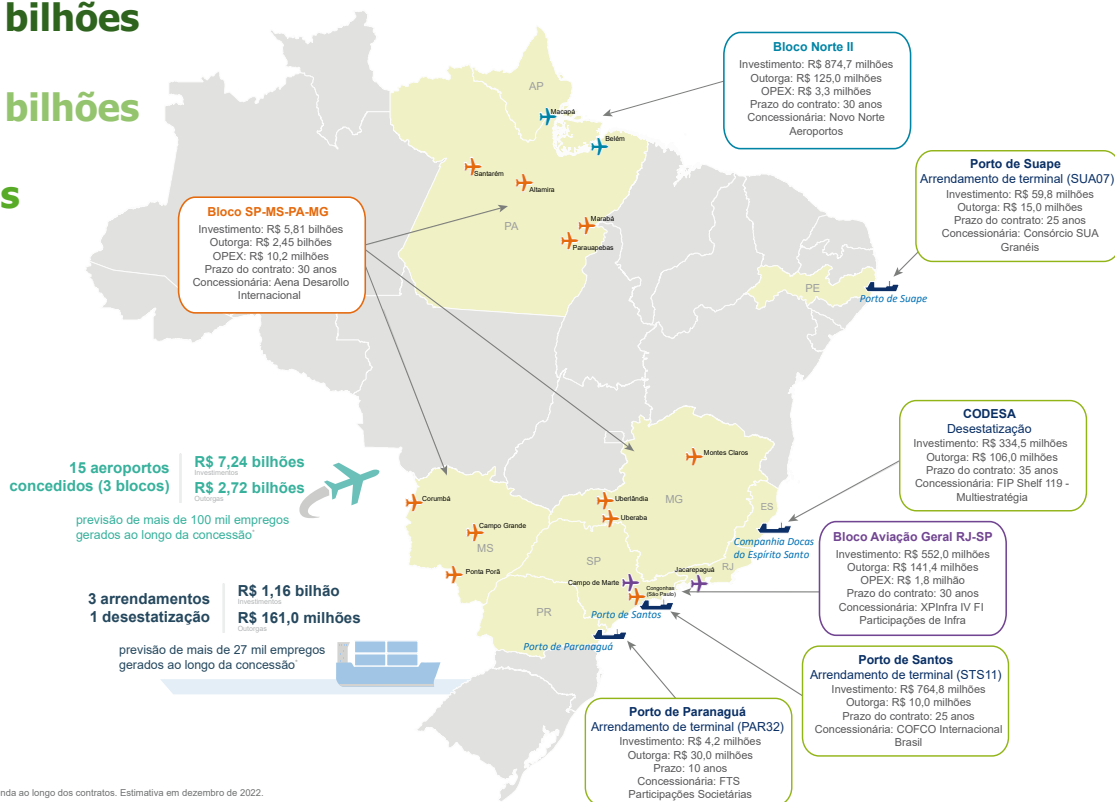 bilhões
bilhões
s
Bloco Norte II
Investimento: R$ 874,7 milhões
Outorga: R$ 125,0 milhões
OPEX: R$ 3,3 milhões
Prazo do contrato: 30 anos
Concessionária: Novo Norte
Aeroportos
AP
Macapá
Belém
Santarém
Altamira
Marabá
PA
Parauapebas
Bloco SP-MS-PA-MG
Investimento: R$ 5,81 bilhões
Outorga: R$ 2,45 bilhões
OPEX: R$ 10,2 milhões
Prazo do contrato: 30 anos
Concessionária: Aena Desarollo
Internacional
Porto de Suape
Arrendamento de terminal (SUA07)
Investimento: R$ 59,8 milhões
Outorga: R$ 15,0 milhões
Prazo do contrato: 25 anos
Concessionária: Consórcio SUA
Granéis
PE
Porto de Suape
CODESA
Desestatização
Investimento: R$ 334,5 milhões
Outorga: R$ 106,0 milhões
Prazo do contrato: 35 anos
Concessionária: FIP Shelf 119 -
Multiestratégia
15 aeroportos
concedidos (3 blocos)
R$ 7,24 bilhões
Investimentos
R$ 2,72 bilhões
Outorgas
previsão de mais de 100 mil empregos
gerados ao longo da concessão*
Montes Claros
Corumbá
Uberlândia
MG
Uberaba
ES
Campo Grande
MS
Companhia Docas
do Espírito Santo
SP
Ponta Porã
Campo de Marte
Jacarepaguá
RJ
Congonhas
(São Paulo)
Porto de Santos
PR
Porto de Paranaguá
Bloco Aviação Geral RJ-SP
Investimento: R$ 552,0 milhões
Outorga: R$ 141,4 milhões
OPEX: R$ 1,8 milhão
Prazo do contrato: 30 anos
Concessionária: XPInfra IV FI
Participações de Infra
3 arrendamentos
1 desestatização
R$ 1,16 bilhão
Investimentos
R$ 161,0 milhões
Outorgas
previsão de mais de 27 mil empregos
gerados ao longo da concessão*
Porto de Santos
Arrendamento de terminal (STS11)
Investimento: R$ 764,8 milhões
Outorga: R$ 10,0 milhões
Prazo do contrato: 25 anos
Concessionária: COFCO Internacional
Brasil
Porto de Paranaguá
Arrendamento de terminal (PAR32)
Investimento: R$ 4,2 milhões
Outorga: R$ 30,0 milhões
Prazo: 10 anos
Concessionária: FTS
Participações Societárias
nda ao longo dos contratos. Estimativa em dezembro de 2022.